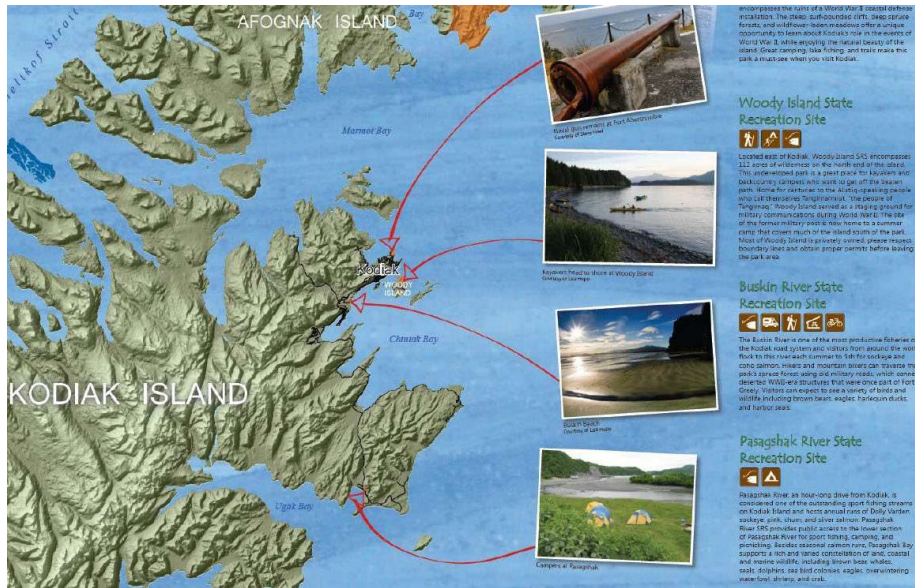 AFOGNAK ISLAND
Bay
Marmot Bay
Kodiak
WOODY
ISLAND
Chiniak Bay
KODIAK ISLAND
Ugak Bay
Kayakers head to shore at Woody Island
Buskin Beach
Campers at Pasagshak
encompasses the ruins of a World War II coastal defense
installation. The steep, surf-pounded cliffs, deep spruce
forests, and wildflower-laden meadows offer a unique
opportunity to learn about Kodiak's role in the events of
World War II, while enjoying the natural beauty of the
island. Great camping, lake fishing, and trails make this
park a must-see when you visit Kodiak.
Woody Island State
Recreation Site
Located east of Kodiak, Woody Island SRS encompasses
112 acres of wilderness on the north end of the island.
This undeveloped park is a great place for kayakers and
backcountry campers who want to get off the beaten
path. Home for centuries to the Alutiiq-speaking people
who call themselves "the people of
Woody Island served as a staging ground for
military communications during World War II. The site
of the former military post is now home to a summer
camp that covers much of the island south of the park.
Most of Woody Island is privately owned, please respect
boundary lines and obtain proper permits before leaving
the park area.
Buskin River State
Recreation Site
The Buskin River is one of the most productive fisheries o
the Kodiak road system and visitors from around the wor
flock to this river each summer to fish for sockeye and
coho salmon. Hikers and mountain bikers can traverse the
park's spruce forest using old military roads, which conne
deserted WWII-era structures that were once part of Fort
Greely. Visitors can expect to see a variety of birds and
wildlife including brown bears, eagles, harlequin ducks,
and harbor seals.
Pasagshak River State
Recreation Site
Pasagshak River, an hour-long drive from Kodiak, is
considered one of the outstanding sport fishing streams
on Kodiak Island and hosts annual runs of Dolly Varden,
sockeye, pink, chum, and silver salmon. Pasagshak
River SRS provides public access to the lower section
of Pasagshak River for sport fishing, camping, and
picnicking. Besides seasonal salmon runs, Pasagshak Bay
supports a rich and varied constellation of land, coastal
and marine wildlife, including brown bear, whales,
seals, dolphins, sea bird colonies, eagles, overwintering
waterfowl, shrimp, and crab.